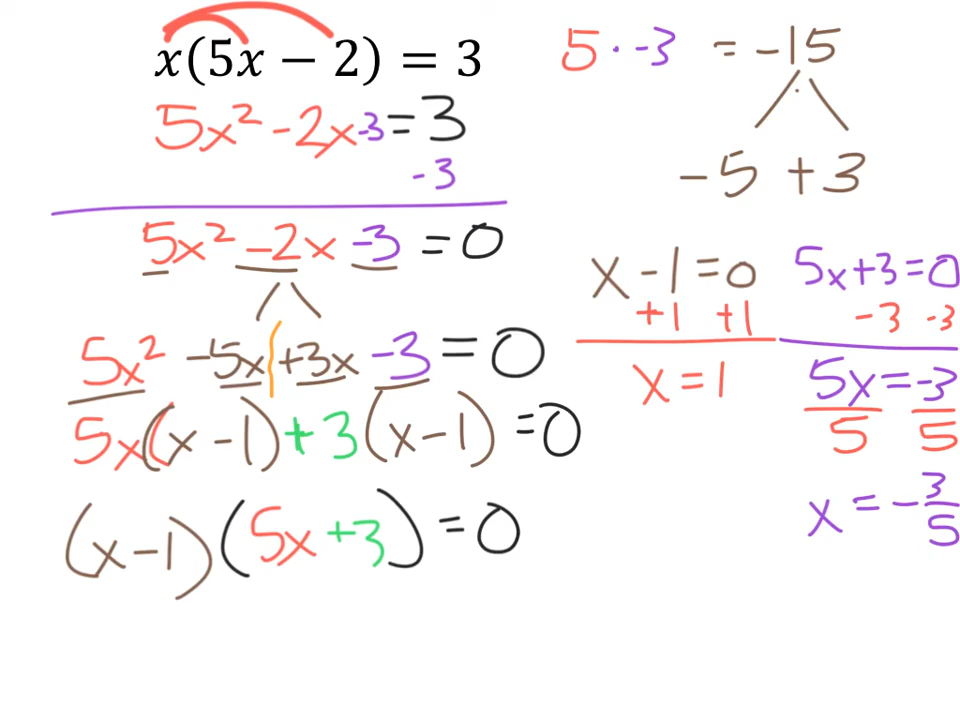 x(5x − 2) = 3
5x² -2x -3 = 3
-3
5x² -2x -3 = 0
5x² -5x +3x -3 = 0
5x(x-1)+3(x-1) = 0
(x-1)(5x+3) = 0
5 · -3 = -15
-5 +3
x-1=0
+1 +1
x = 1
5x+3=0
-3 -3
5x = -3
5 5
x = -3/5